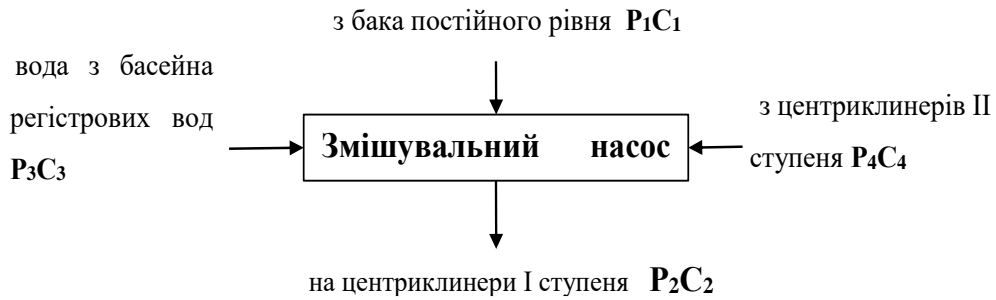 з бака постійного рівня P₁C₁
вода з басейна
регістрових вод
P₃C₃
Змішувальний насос
з центриклинерів II
ступеня P₄C₄
на центриклинери I ступеня P₂C₂